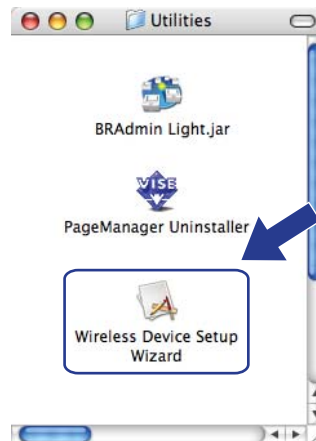 Utilities
BRAdmin Light.jar
VISE
PageManager Uninstaller
Wireless Device Setup
Wizard